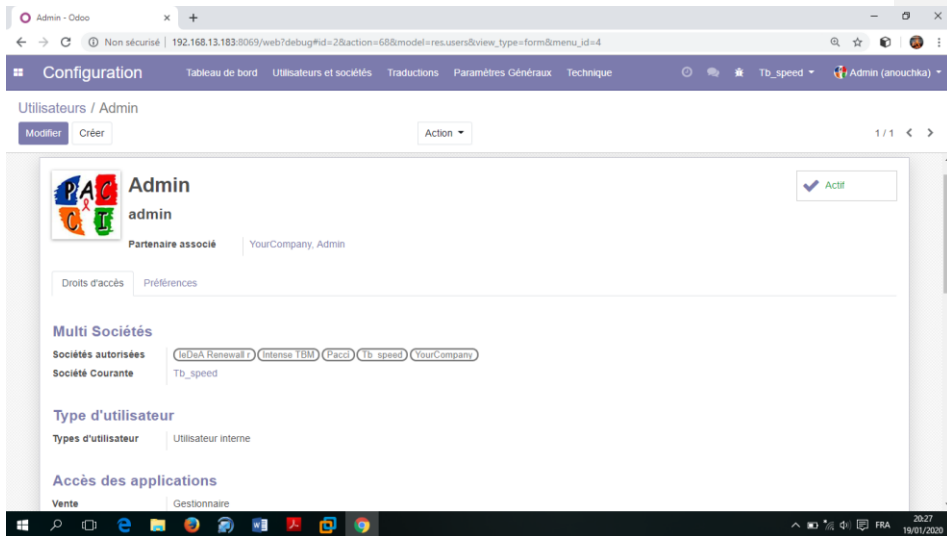 Admin - Odoo
Non sécurisé | 192.168.13.183:8069/web?debug#id=2&action=68&model=res.users&view_type=form&menu_id=4
Configuration Tableau de bord Utilisateurs et sociétés Traductions Paramètres Généraux Technique Tb_speed Admin (anouchka)
Utilisateurs / Admin
Modifier Créer Action 1 / 1
PAC
CI
Admin
admin
Actif
Partenaire associé YourCompany, Admin
Droits d'accès Préférences
Multi Sociétés
Sociétés autorisées IeDeA Renewall r Intense TBM Pacci Tb_speed YourCompany
Société Courante Tb_speed
Type d'utilisateur
Types d'utilisateur Utilisateur interne
Accès des applications
Vente Gestionnaire
FRA 20:27
19/01/2020